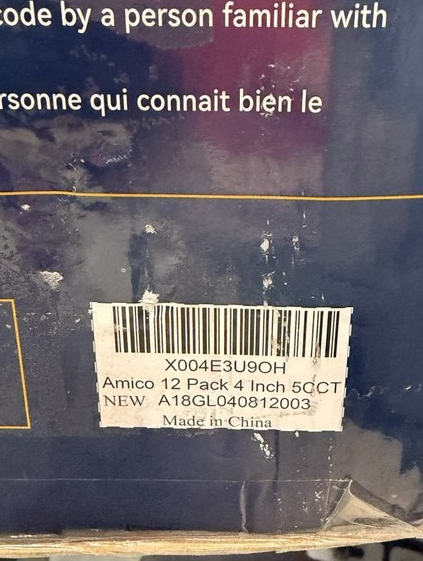 code by a person familiar with
rsonne qui connait bien le
X004E3U9OH
Amico 12 Pack 4 Inch 5CCT
NEW A18GL040812003
Made in China